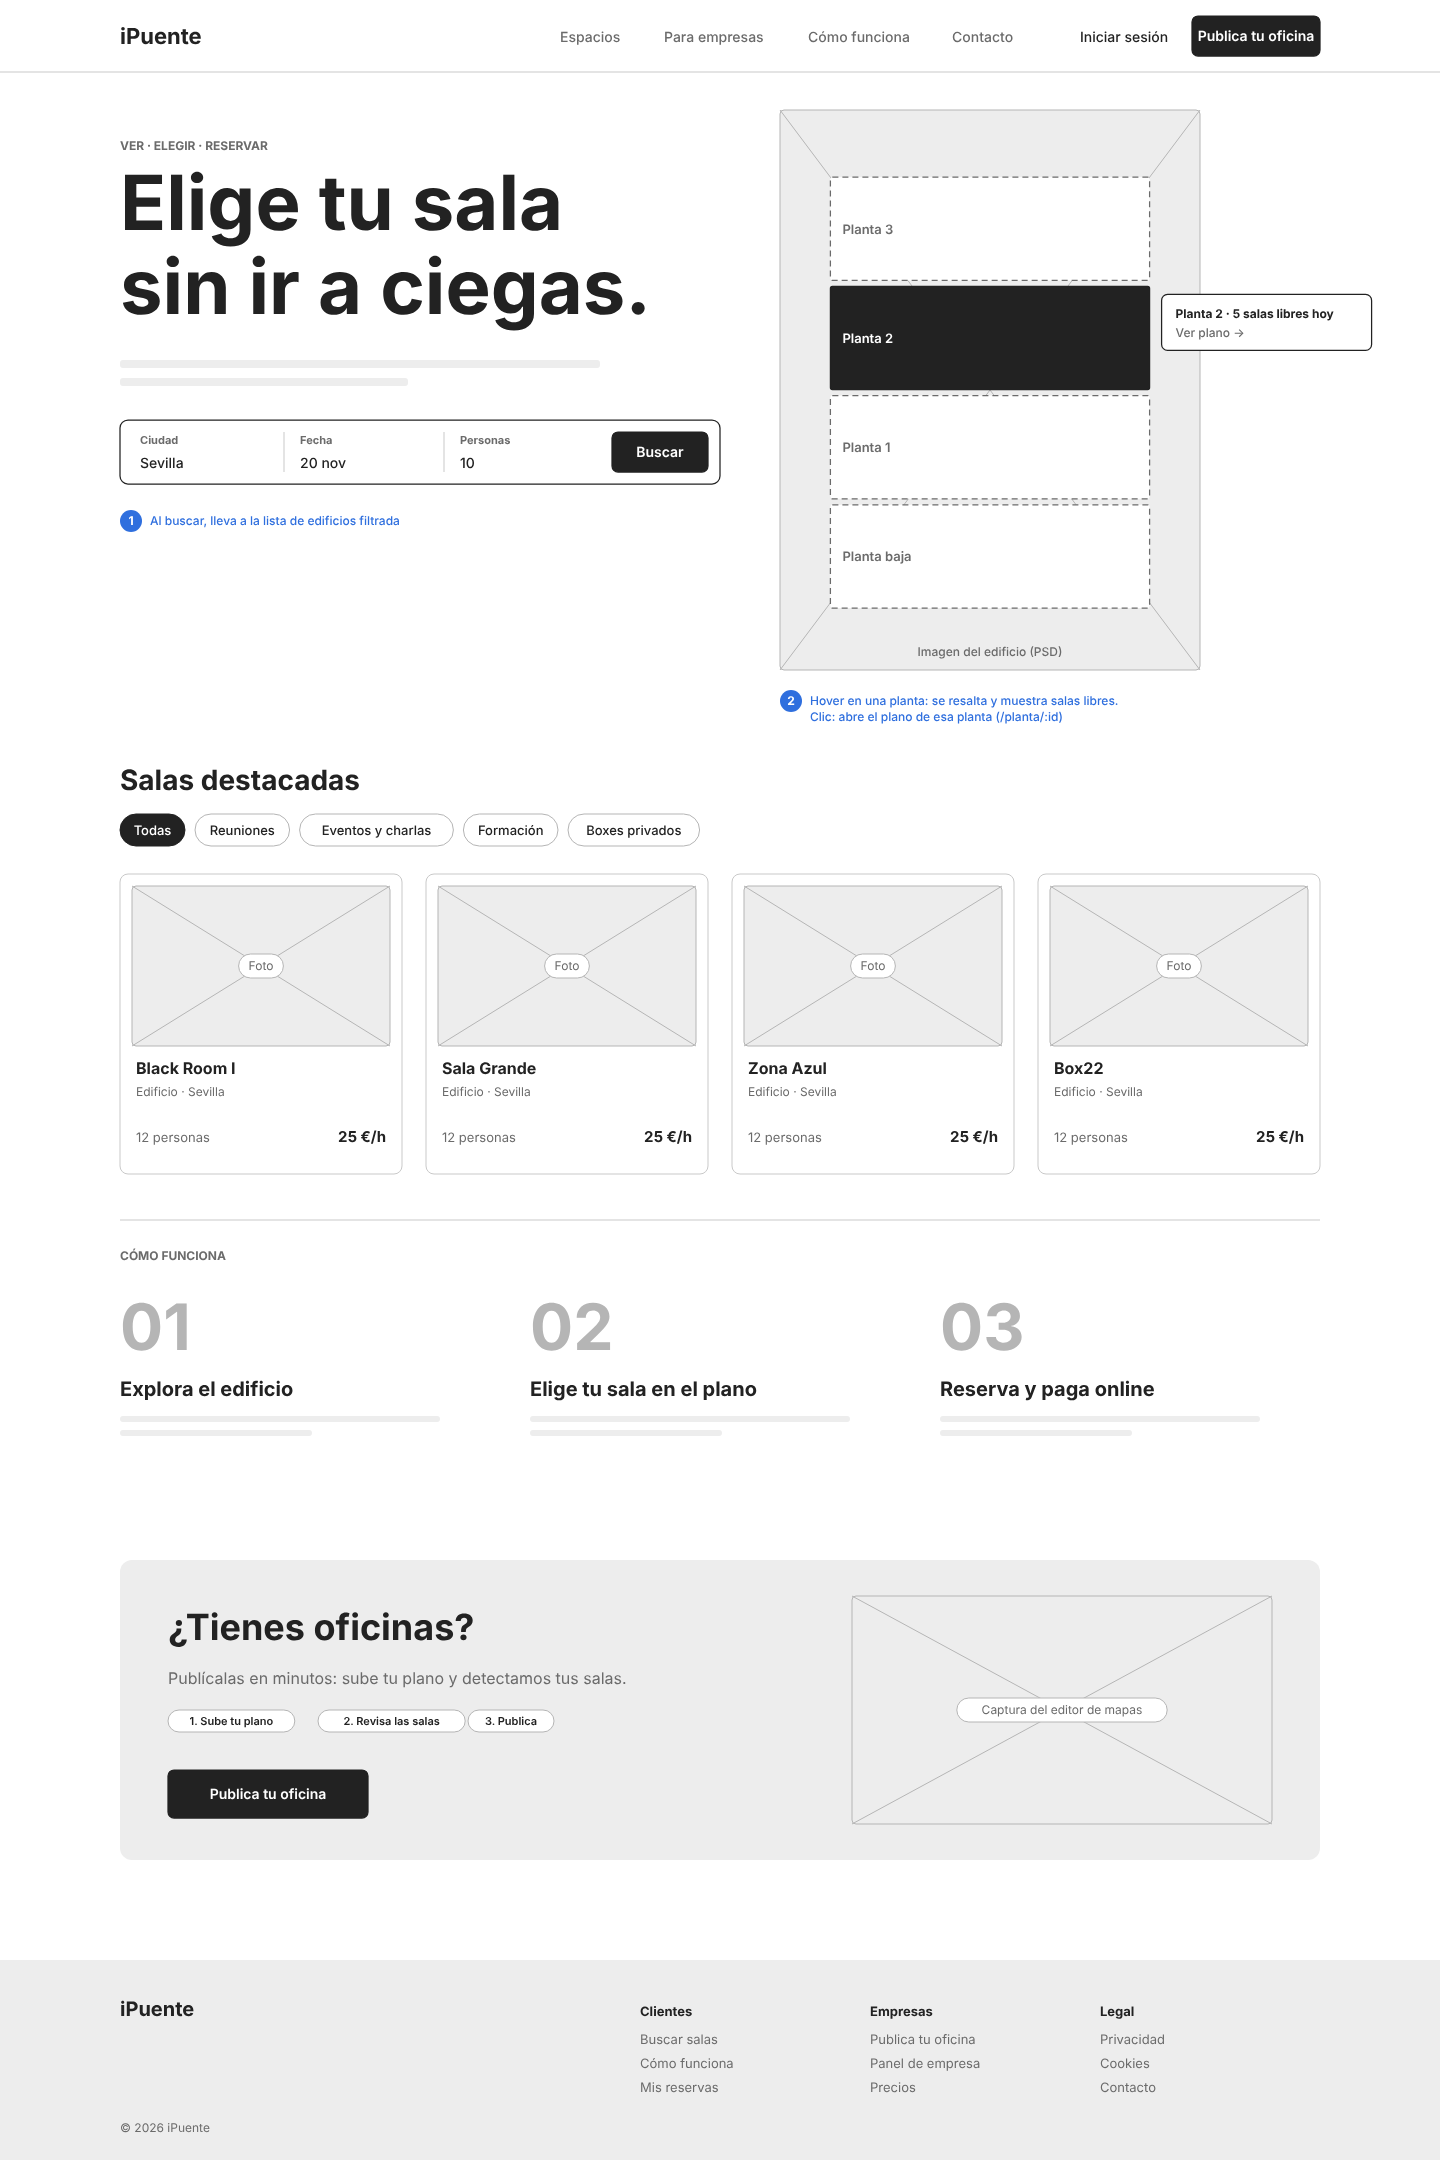 iPuente
Espacios
Para empresas
Cómo funciona
Contacto
Iniciar sesión
Publica tu oficina
VER · ELEGIR · RESERVAR
Elige tu sala
sin ir a ciegas.
Ciudad
Sevilla
Fecha
20 nov
Personas
10
Buscar
1 Al buscar, lleva a la lista de edificios filtrada
Planta 3
Planta 2
Planta 2 · 5 salas libres hoy
Ver plano →
Planta 1
Planta baja
Imagen del edificio (PSD)
2 Hover en una planta: se resalta y muestra salas libres.
Clic: abre el plano de esa planta (/planta/:id)
Salas destacadas
Todas
Reuniones
Eventos y charlas
Formación
Boxes privados
Foto
Black Room I
Edificio · Sevilla
12 personas
25 €/h
Foto
Sala Grande
Edificio · Sevilla
12 personas
25 €/h
Foto
Zona Azul
Edificio · Sevilla
12 personas
25 €/h
Foto
Box22
Edificio · Sevilla
12 personas
25 €/h
CÓMO FUNCIONA
01
Explora el edificio
02
Elige tu sala en el plano
03
Reserva y paga online
¿Tienes oficinas?
Publícalas en minutos: sube tu plano y detectamos tus salas.
1. Sube tu plano
2. Revisa las salas
3. Publica
Publica tu oficina
Captura del editor de mapas
iPuente
Clientes
Buscar salas
Cómo funciona
Mis reservas
Empresas
Publica tu oficina
Panel de empresa
Precios
Legal
Privacidad
Cookies
Contacto
© 2026 iPuente